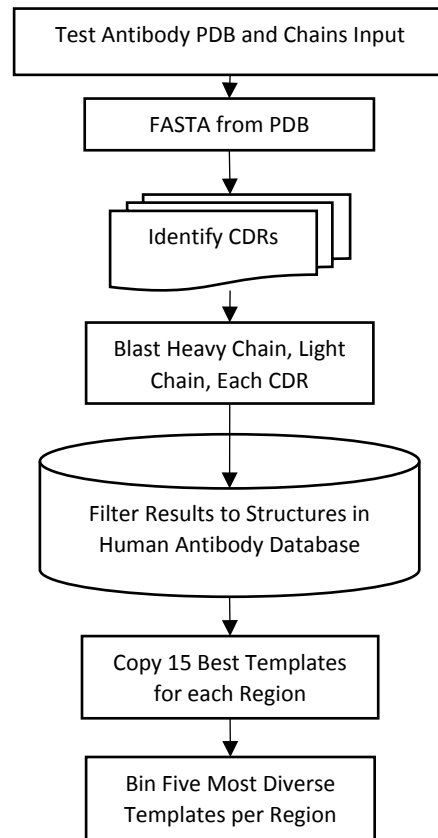 Test Antibody PDB and Chains Input
FASTA from PDB
Identify CDRs
Blast Heavy Chain, Light
Chain, Each CDR
Filter Results to Structures in
Human Antibody Database
Copy 15 Best Templates
for each Region
Bin Five Most Diverse
Templates per Region